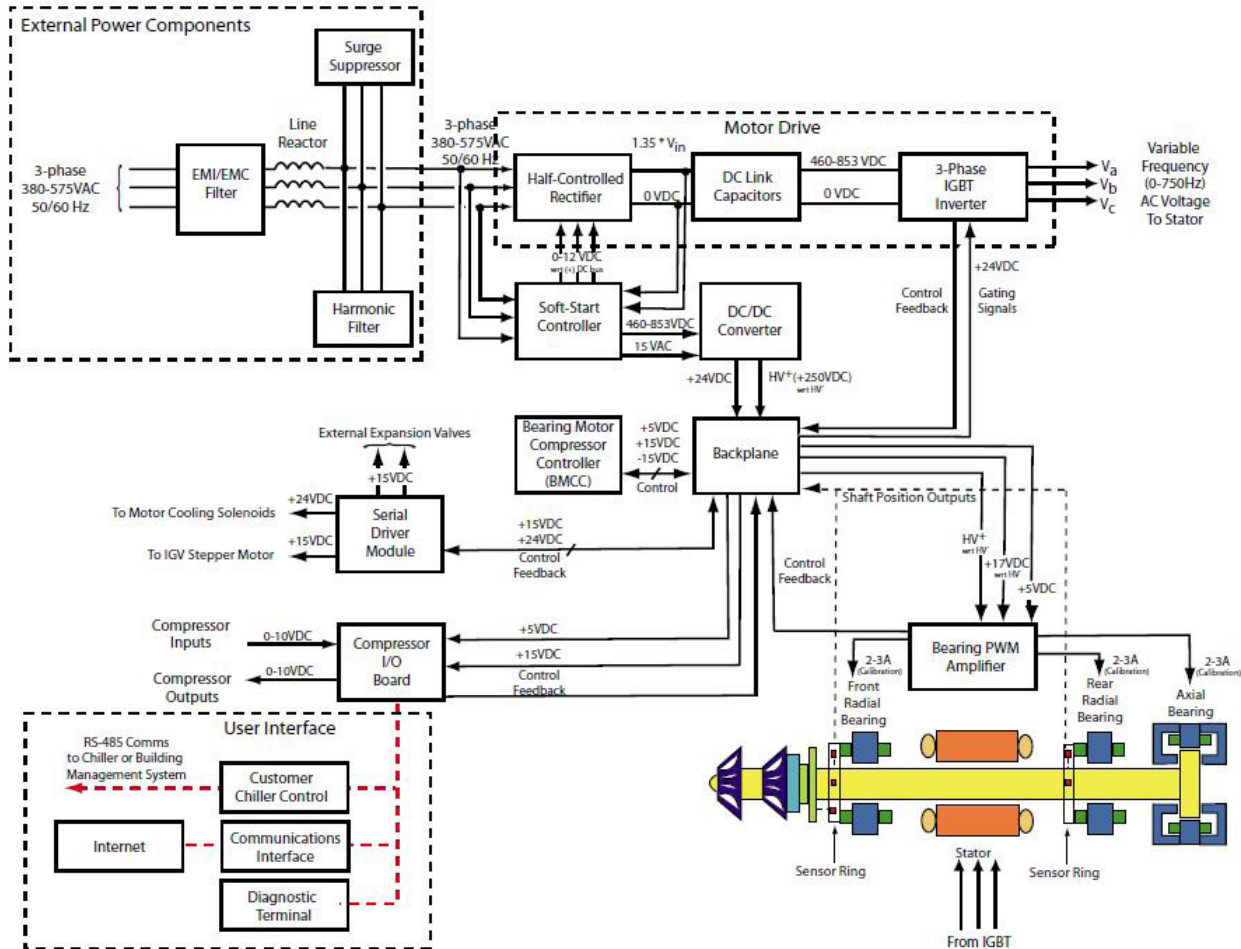 External Power Components
Surge
Suppressor
Line
Reactor
3-phase
380-575VAC
50/60 Hz
EMI/EMC
Filter
Harmonic
Filter
3-phase
380-575VAC
50/60 Hz
Motor Drive
1.35 * Vin
Half-Controlled
Rectifier
0 VDC
DC Link
Capacitors
460-853 VDC
0 VDC
3-Phase
IGBT
Inverter
Va
Vb
Vc
Variable
Frequency
(0-750Hz)
AC Voltage
To Stator
0-12 VDC
wrt (+) DC bus
Soft-Start
Controller
460-853VDC
15 VAC
DC/DC
Converter
Control
Feedback
+24VDC
Gating
Signals
+24VDC
HV+ (+250VDC)
wrt HV-
External Expansion Valves
+15VDC
Bearing Motor
Compressor
Controller
(BMCC)
+5VDC
+15VDC
-15VDC
Control
Backplane
Shaft Position Outputs
+24VDC
To Motor Cooling Solenoids
+15VDC
To IGV Stepper Motor
Serial
Driver
Module
+15VDC
+24VDC
Control
Feedback
Control
Feedback
HV+
wrt HV-
+17VDC
wrt HV-
+5VDC
Compressor
Inputs
0-10VDC
Compressor
Outputs
0-10VDC
Compressor
I/O
Board
+5VDC
+15VDC
Control
Feedback
Bearing PWM
Amplifier
2-3A
(Calibration)
Front
Radial
Bearing
2-3A
(Calibration)
Rear
Radial
Bearing
2-3A
(Calibration)
Axial
Bearing
User Interface
RS-485 Comms
to Chiller or Building
Management System
Customer
Chiller Control
Internet
Communications
Interface
Diagnostic
Terminal
Sensor Ring
Stator
Sensor Ring
From IGBT